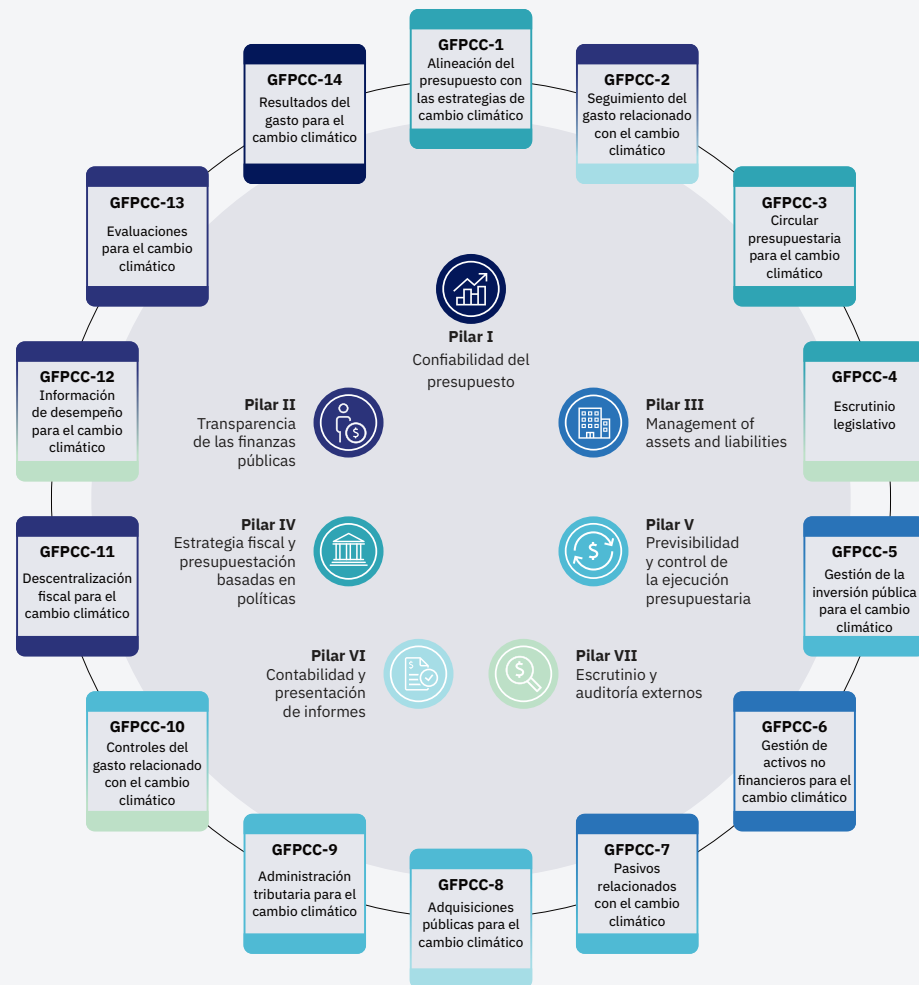 GFPCC-1
Alineación del
presupuesto con
las estrategias de
cambio climático
GFPCC-2
Seguimiento del
gasto relacionado
con el cambio
climático
GFPCC-3
Circular
presupuestaria
para el cambio
climático
GFPCC-4
Escrutinio
legislativo
GFPCC-5
Gestión de la
inversión pública
para el cambio
climático
GFPCC-6
Gestión de
activos no
financieros para el
cambio climático
GFPCC-7
Pasivos
relacionados
con el cambio
climático
GFPCC-8
Adquisiciones
públicas para el
cambio climático
GFPCC-9
Administración
tributaria para el
cambio climático
GFPCC-10
Controles del
gasto relacionado
con el cambio
climático
GFPCC-11
Descentralización
fiscal para el
cambio climático
GFPCC-12
Información
de desempeño
para el cambio
climático
GFPCC-13
Evaluaciones
para el cambio
climático
GFPCC-14
Resultados del
gasto para el
cambio climático
Pilar I
Confiabilidad del
presupuesto
Pilar II
Transparencia
de las finanzas
públicas
$
Pilar III
Management of
assets and liabilities
Pilar IV
Estrategia fiscal y
presupuestación
basadas en
políticas
$
Pilar V
Previsibilidad
y control de
la ejecución
presupuestaria
Pilar VI
Contabilidad y
presentación
de informes
$
$
Pilar VII
Escrutinio y
auditoría externos